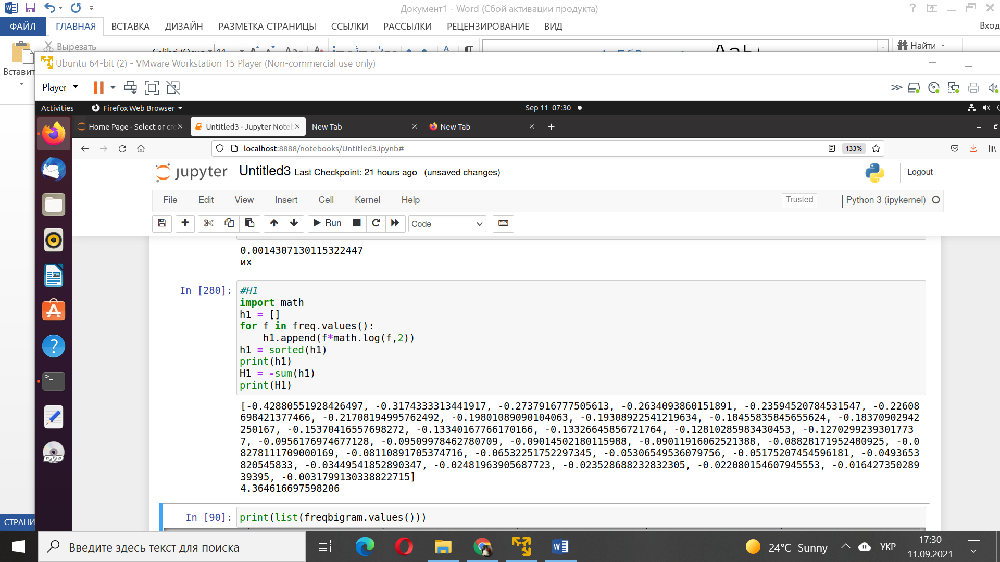 Документ1 - Word (Сбой активации продукта)
ФАЙЛ ГЛАВНАЯ ВСТАВКА ДИЗАЙН РАЗМЕТКА СТРАНИЦЫ ССЫЛКИ РАССЫЛКИ РЕЦЕНЗИРОВАНИЕ ВИД Вход
Вырезать
Найти
Вставит
Ubuntu 64-bit (2) - VMware Workstation 15 Player (Non-commercial use only)
Player
Activities Firefox Web Browser Sep 11 07:30
Home Page - Select or cre Untitled3 - Jupyter Noteb New Tab New Tab
localhost:8888/notebooks/Untitled3.ipynb# 133%
jupyter Untitled3 Last Checkpoint: 21 hours ago (unsaved changes) Logout
File Edit View Insert Cell Kernel Help Trusted Python 3 (ipykernel)
Run Code
0.0014307130115322447
их
In [280]: #H1
import math
h1 = []
for f in freq.values():
h1.append(f*math.log(f,2))
h1 = sorted(h1)
print(h1)
H1 = -sum(h1)
print(H1)
[-0.42880551928426497, -0.3174333313441917, -0.2737916777505613, -0.2634093860151891, -0.23594520784531547, -0.22608
698421377466, -0.21708194995762492, -0.19801089090104063, -0.19308922541219634, -0.18455835845655624, -0.18370902942
250167, -0.15370416557698272, -0.13340167766170166, -0.13326645856721764, -0.12810285983430453, -0.1270299239301773
7, -0.0956176974677128, -0.09509978462780709, -0.09014502180115988, -0.09011916062521388, -0.08828171952480925, -0.0
8278111709000169, -0.08110891705374716, -0.06532251752297345, -0.05306549536079756, -0.05175207454596181, -0.0493653
820545833, -0.03449541852890347, -0.02481963905687723, -0.023528688232832305, -0.022080154607945553, -0.016427350289
39395, -0.0031799130338822715]
4.364616697598206
In [90]: print(list(freqbigram.values()))
СТРАНИ
Введите здесь текст для поиска 24°C Sunny УКР 17:30
11.09.2021